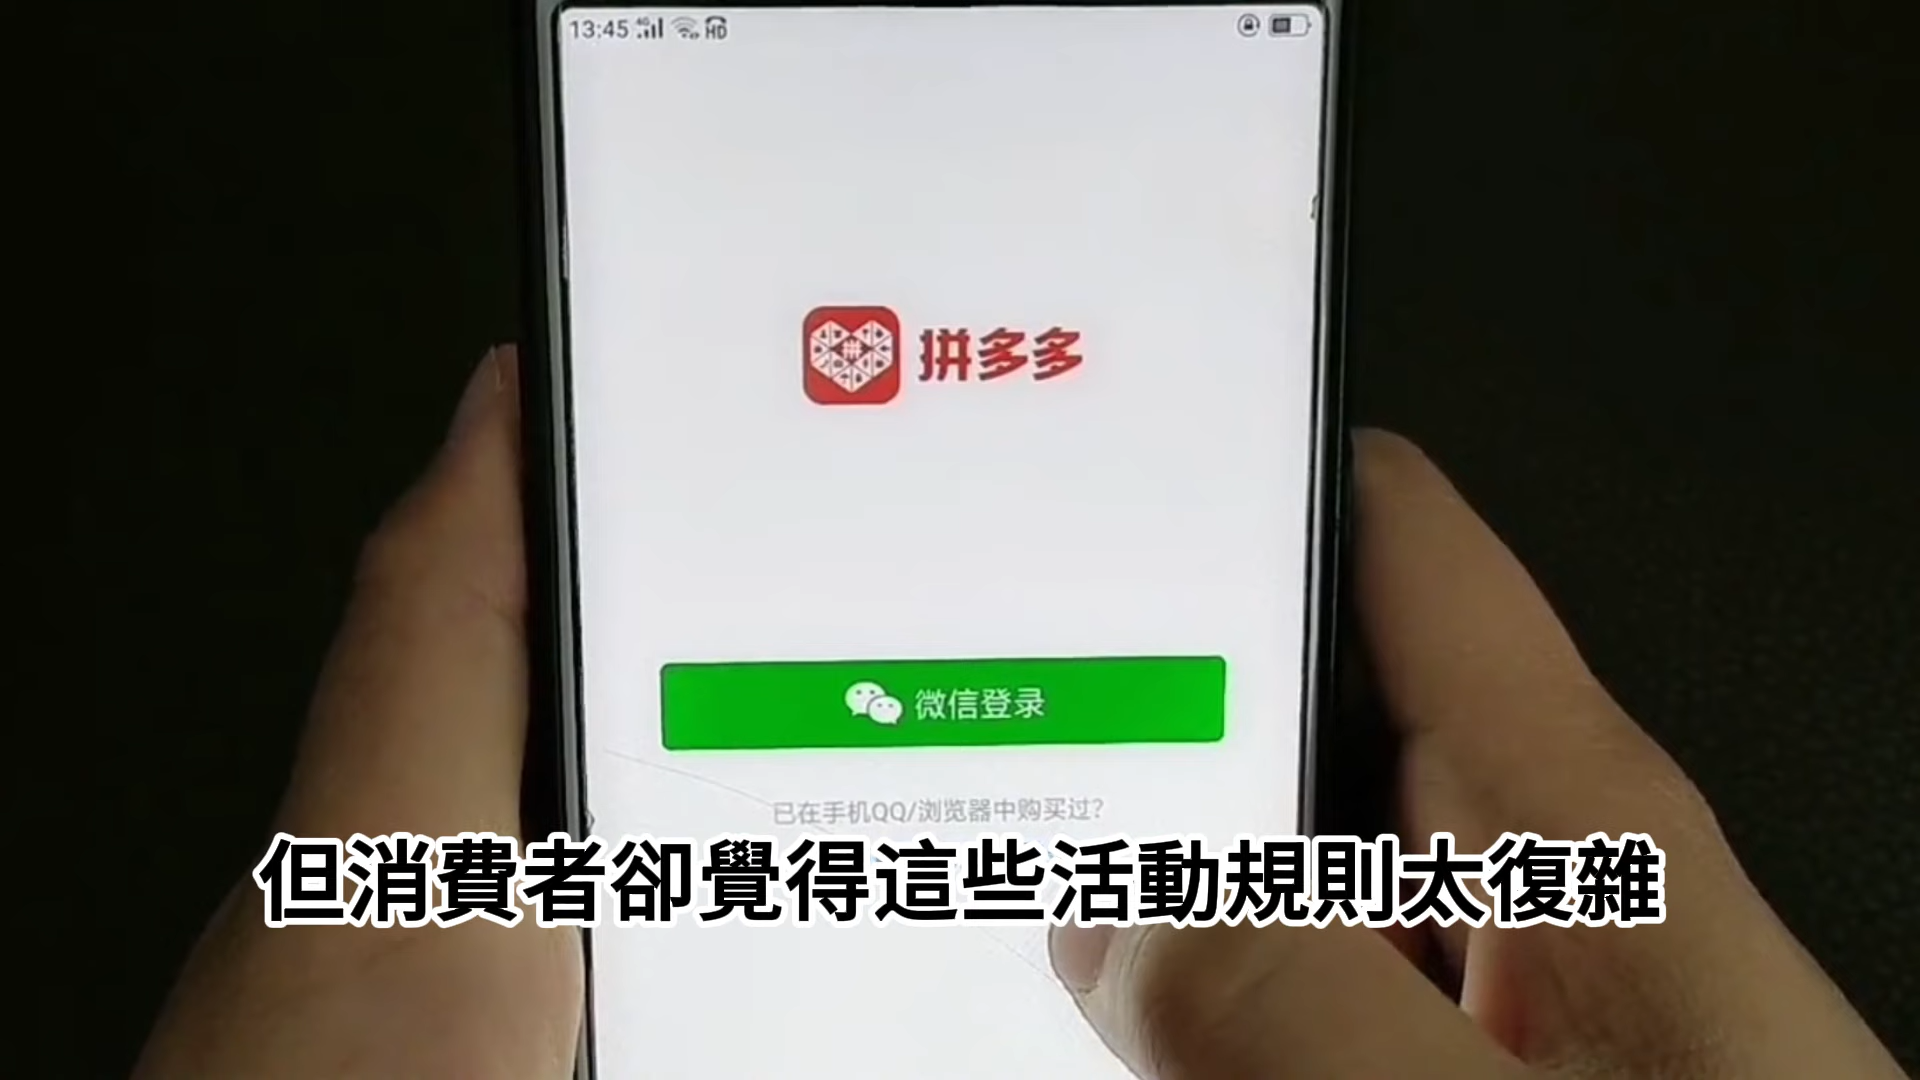 13:45 4G HD
拼多多
微信登录
已在手机QQ/浏览器中购买过?
但消費者卻覺得這些活動規則太復雜